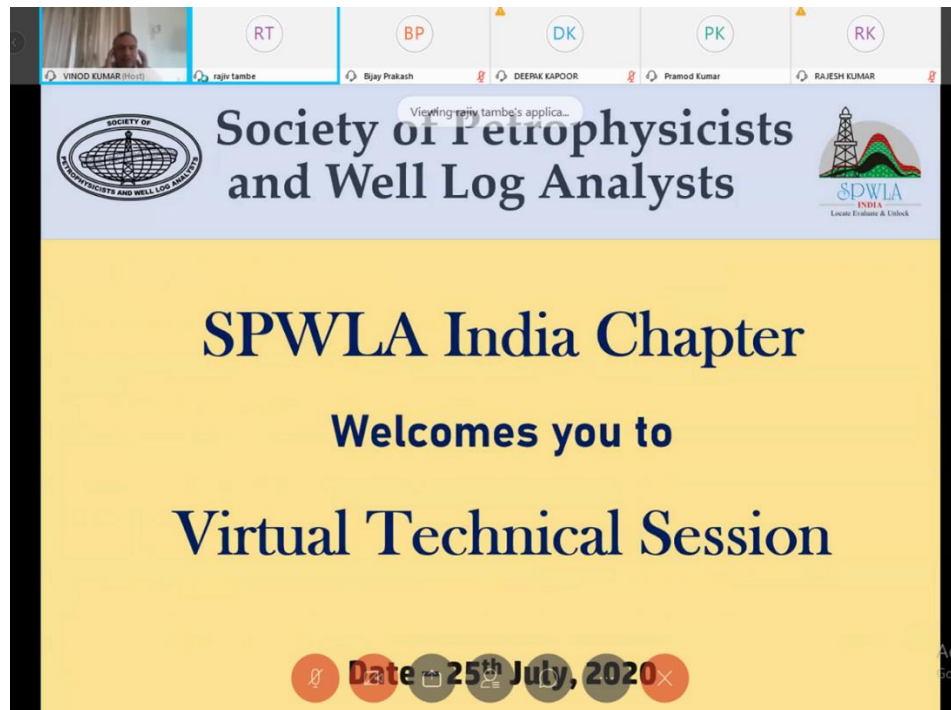 RT
BP
DK
PK
RK
VINOD KUMAR (Host)
rajiv tambe
Bijay Prakash
DEEPAK KAPOOR
Pramod Kumar
RAJESH KUMAR
Viewing rajiv tambe's applica...
SOCIETY OF
PETROPHYSICISTS AND WELL LOG ANALYSTS
Society of Petrophysicists
and Well Log Analysts
SPWLA
INDIA
Locate Evaluate & Unlock
SPWLA India Chapter
Welcomes you to
Virtual Technical Session
Date 25th July, 2020